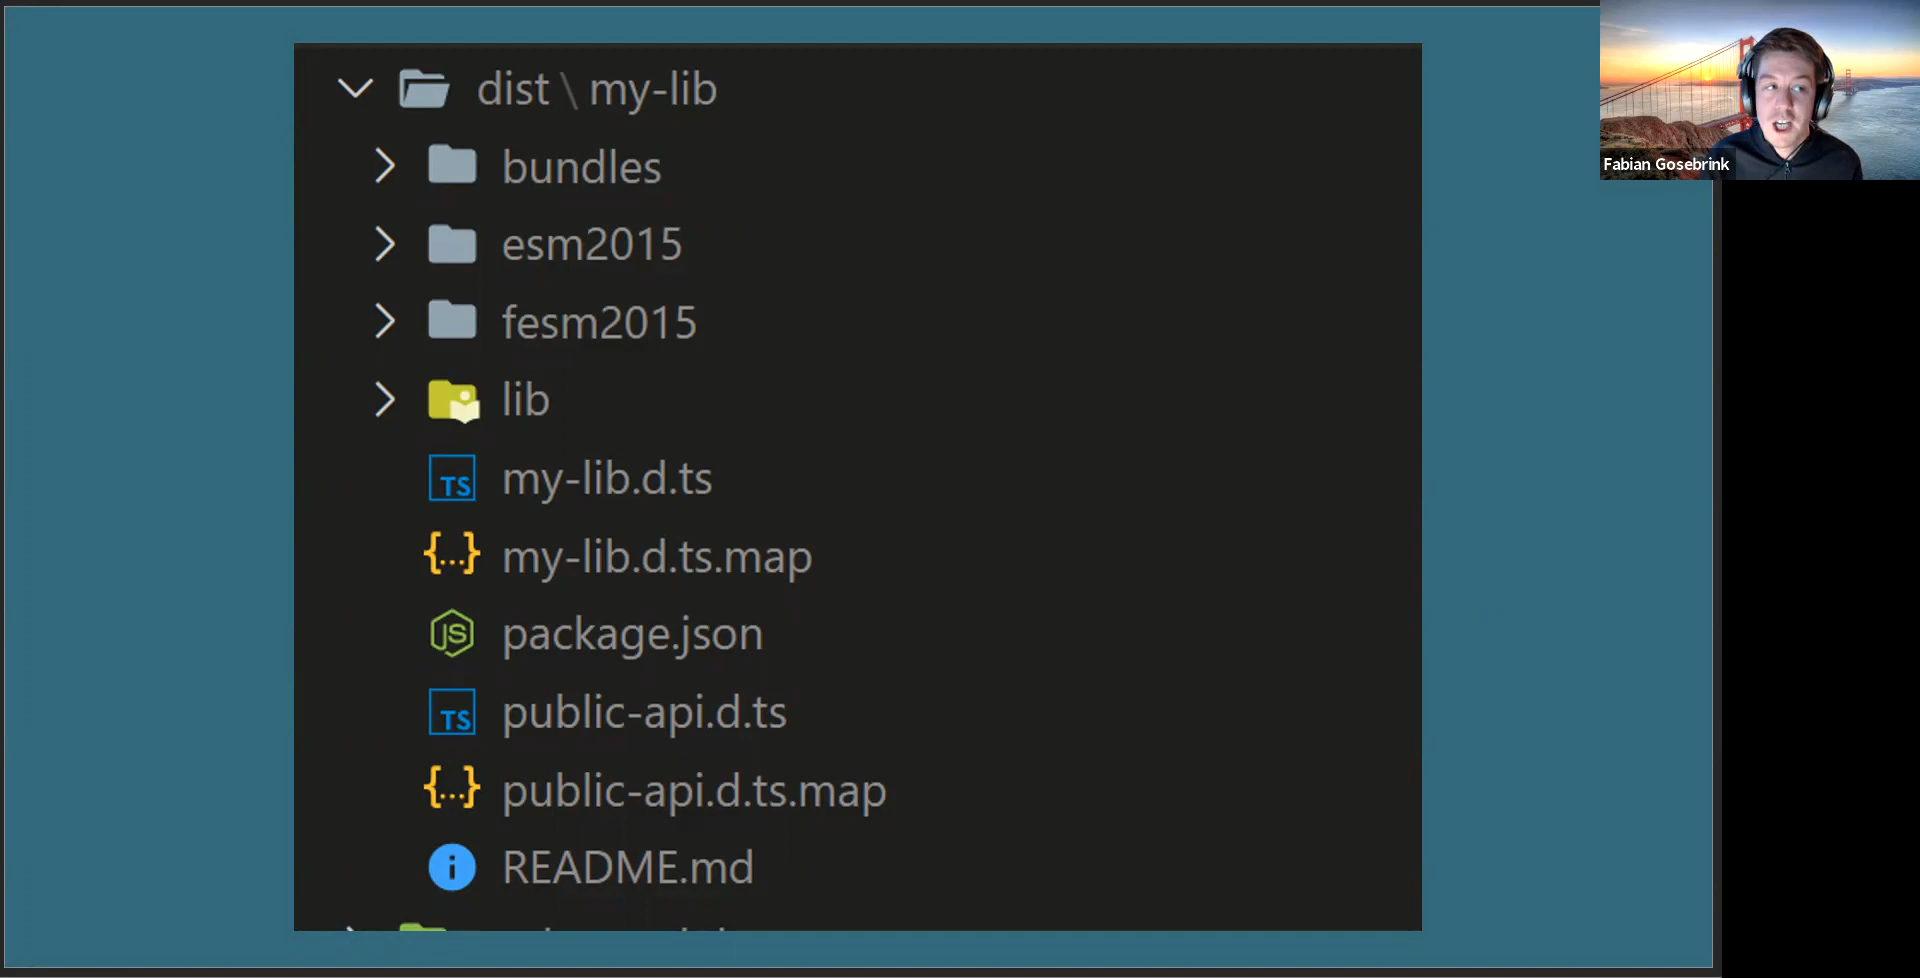 dist \ my-lib
bundles
esm2015
fesm2015
lib
TS my-lib.d.ts
{...} my-lib.d.ts.map
JS package.json
TS public-api.d.ts
{...} public-api.d.ts.map
i README.md
Fabian Gosebrink